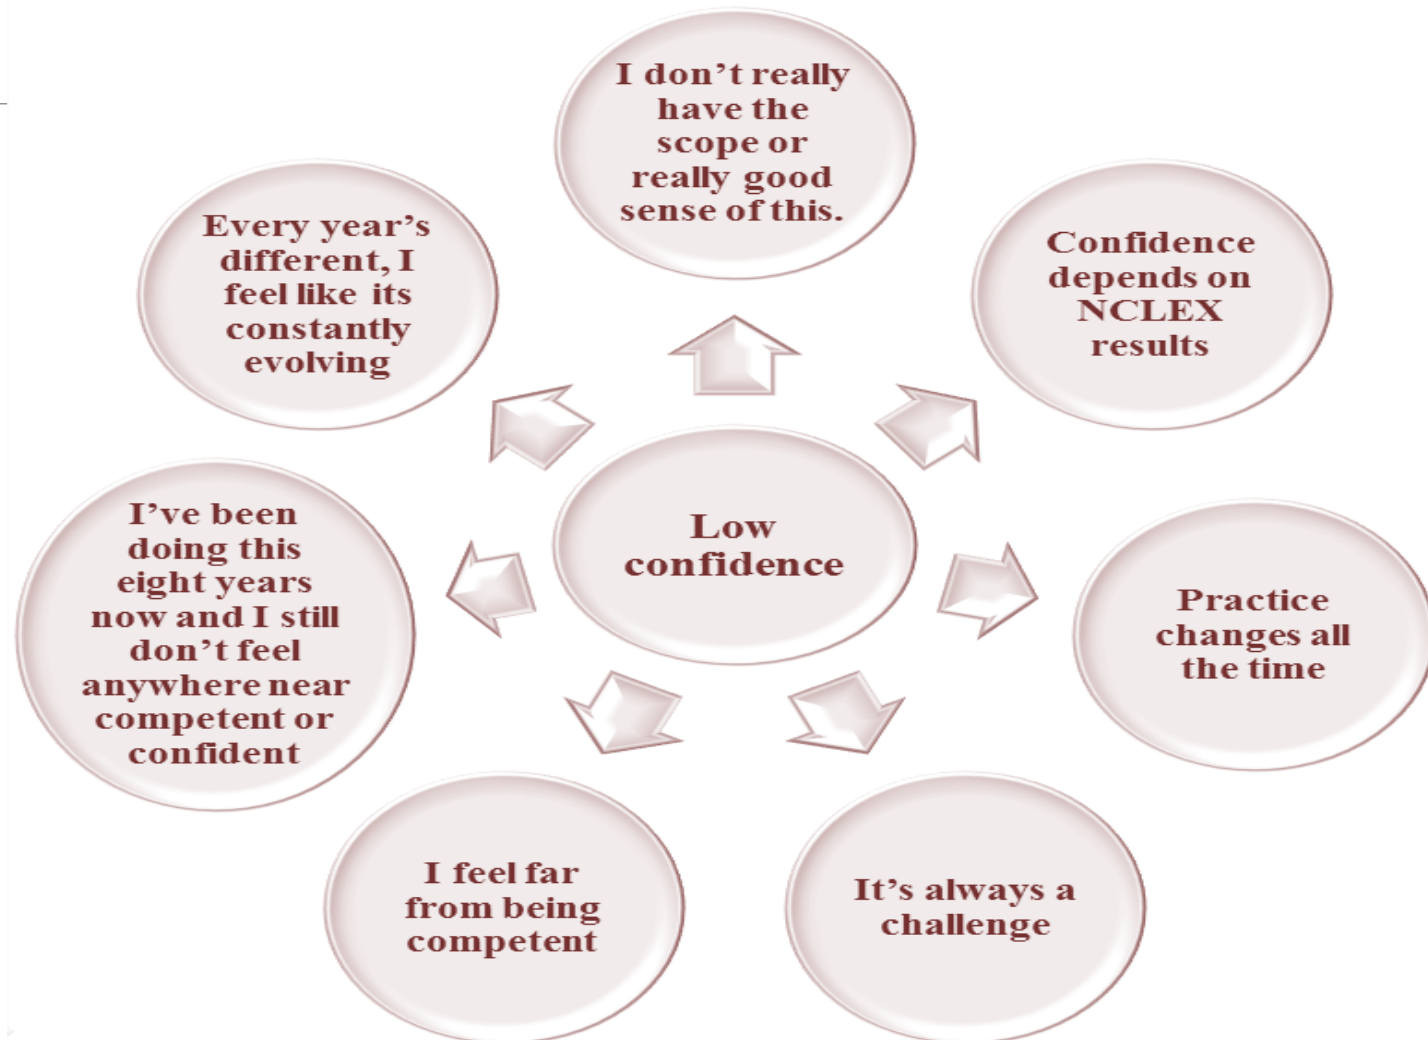 I don’t really
have the
scope or
really good
sense of this.
Confidence
depends on
NCLEX
results
Practice
changes all
the time
It’s always a
challenge
I feel far
from being
competent
I’ve been
doing this
eight years
now and I still
don’t feel
anywhere near
competent or
confident
Every year’s
different, I
feel like its
constantly
evolving
Low
confidence